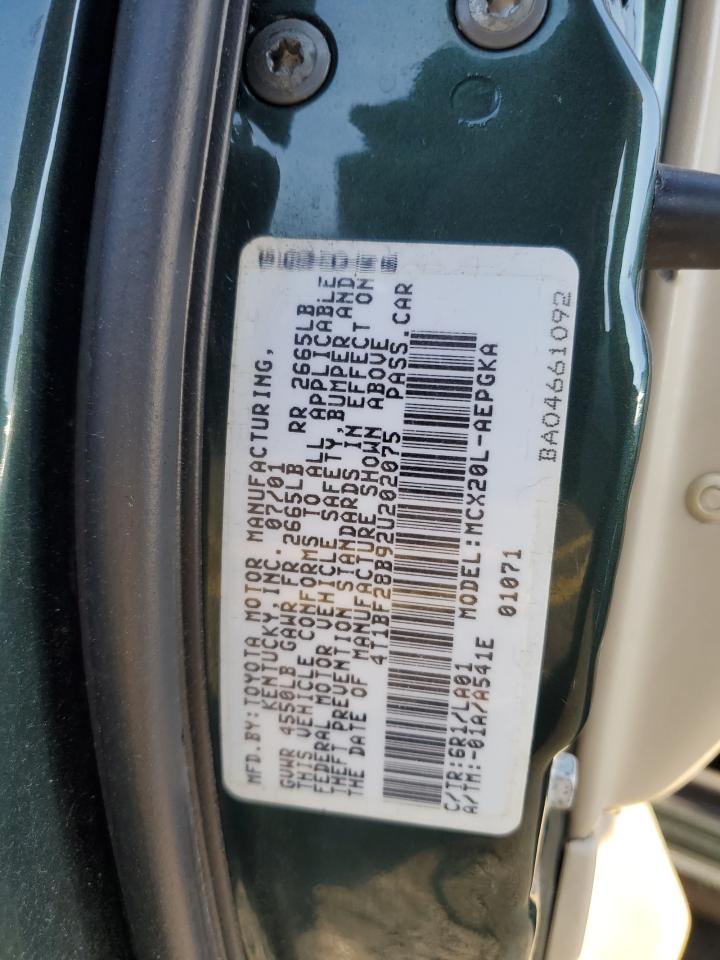 MFD.BY:TOYOTA MOTOR MANUFACTURING,
KENTUCKY,INC. 07/01
GVWR 4550LB GAWR FR 2665LB RR 2665LB
THIS VEHICLE CONFORMS TO ALL APPLICABLE
FEDERAL MOTOR VEHICLE SAFETY,BUMPER AND
THEFT PREVENTION STANDARDS IN EFFECT ON
THE DATE OF MANUFACTURE SHOWN ABOVE
4T1BF28B92U202075 PASS.CAR
C/TR:6R1/LA01 MODEL:MCX20L-AEPGKA
A/TM:-01A/A541E 01071
BA04661092